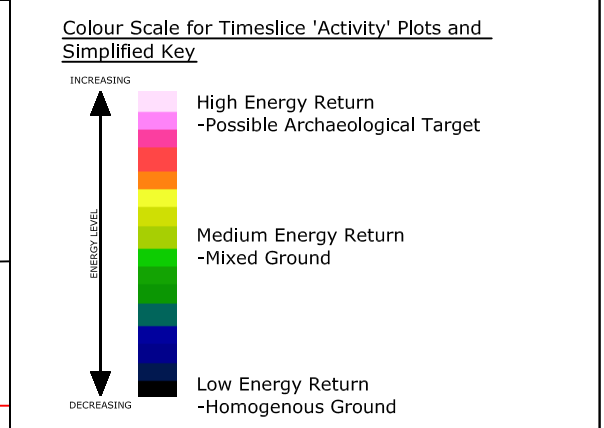 Colour Scale for Timeslice 'Activity' Plots and
Simplified Key
INCREASING
High Energy Return
-Possible Archaeological Target
ENERGY LEVEL
Medium Energy Return
-Mixed Ground
Low Energy Return
-Homogenous Ground
DECREASING